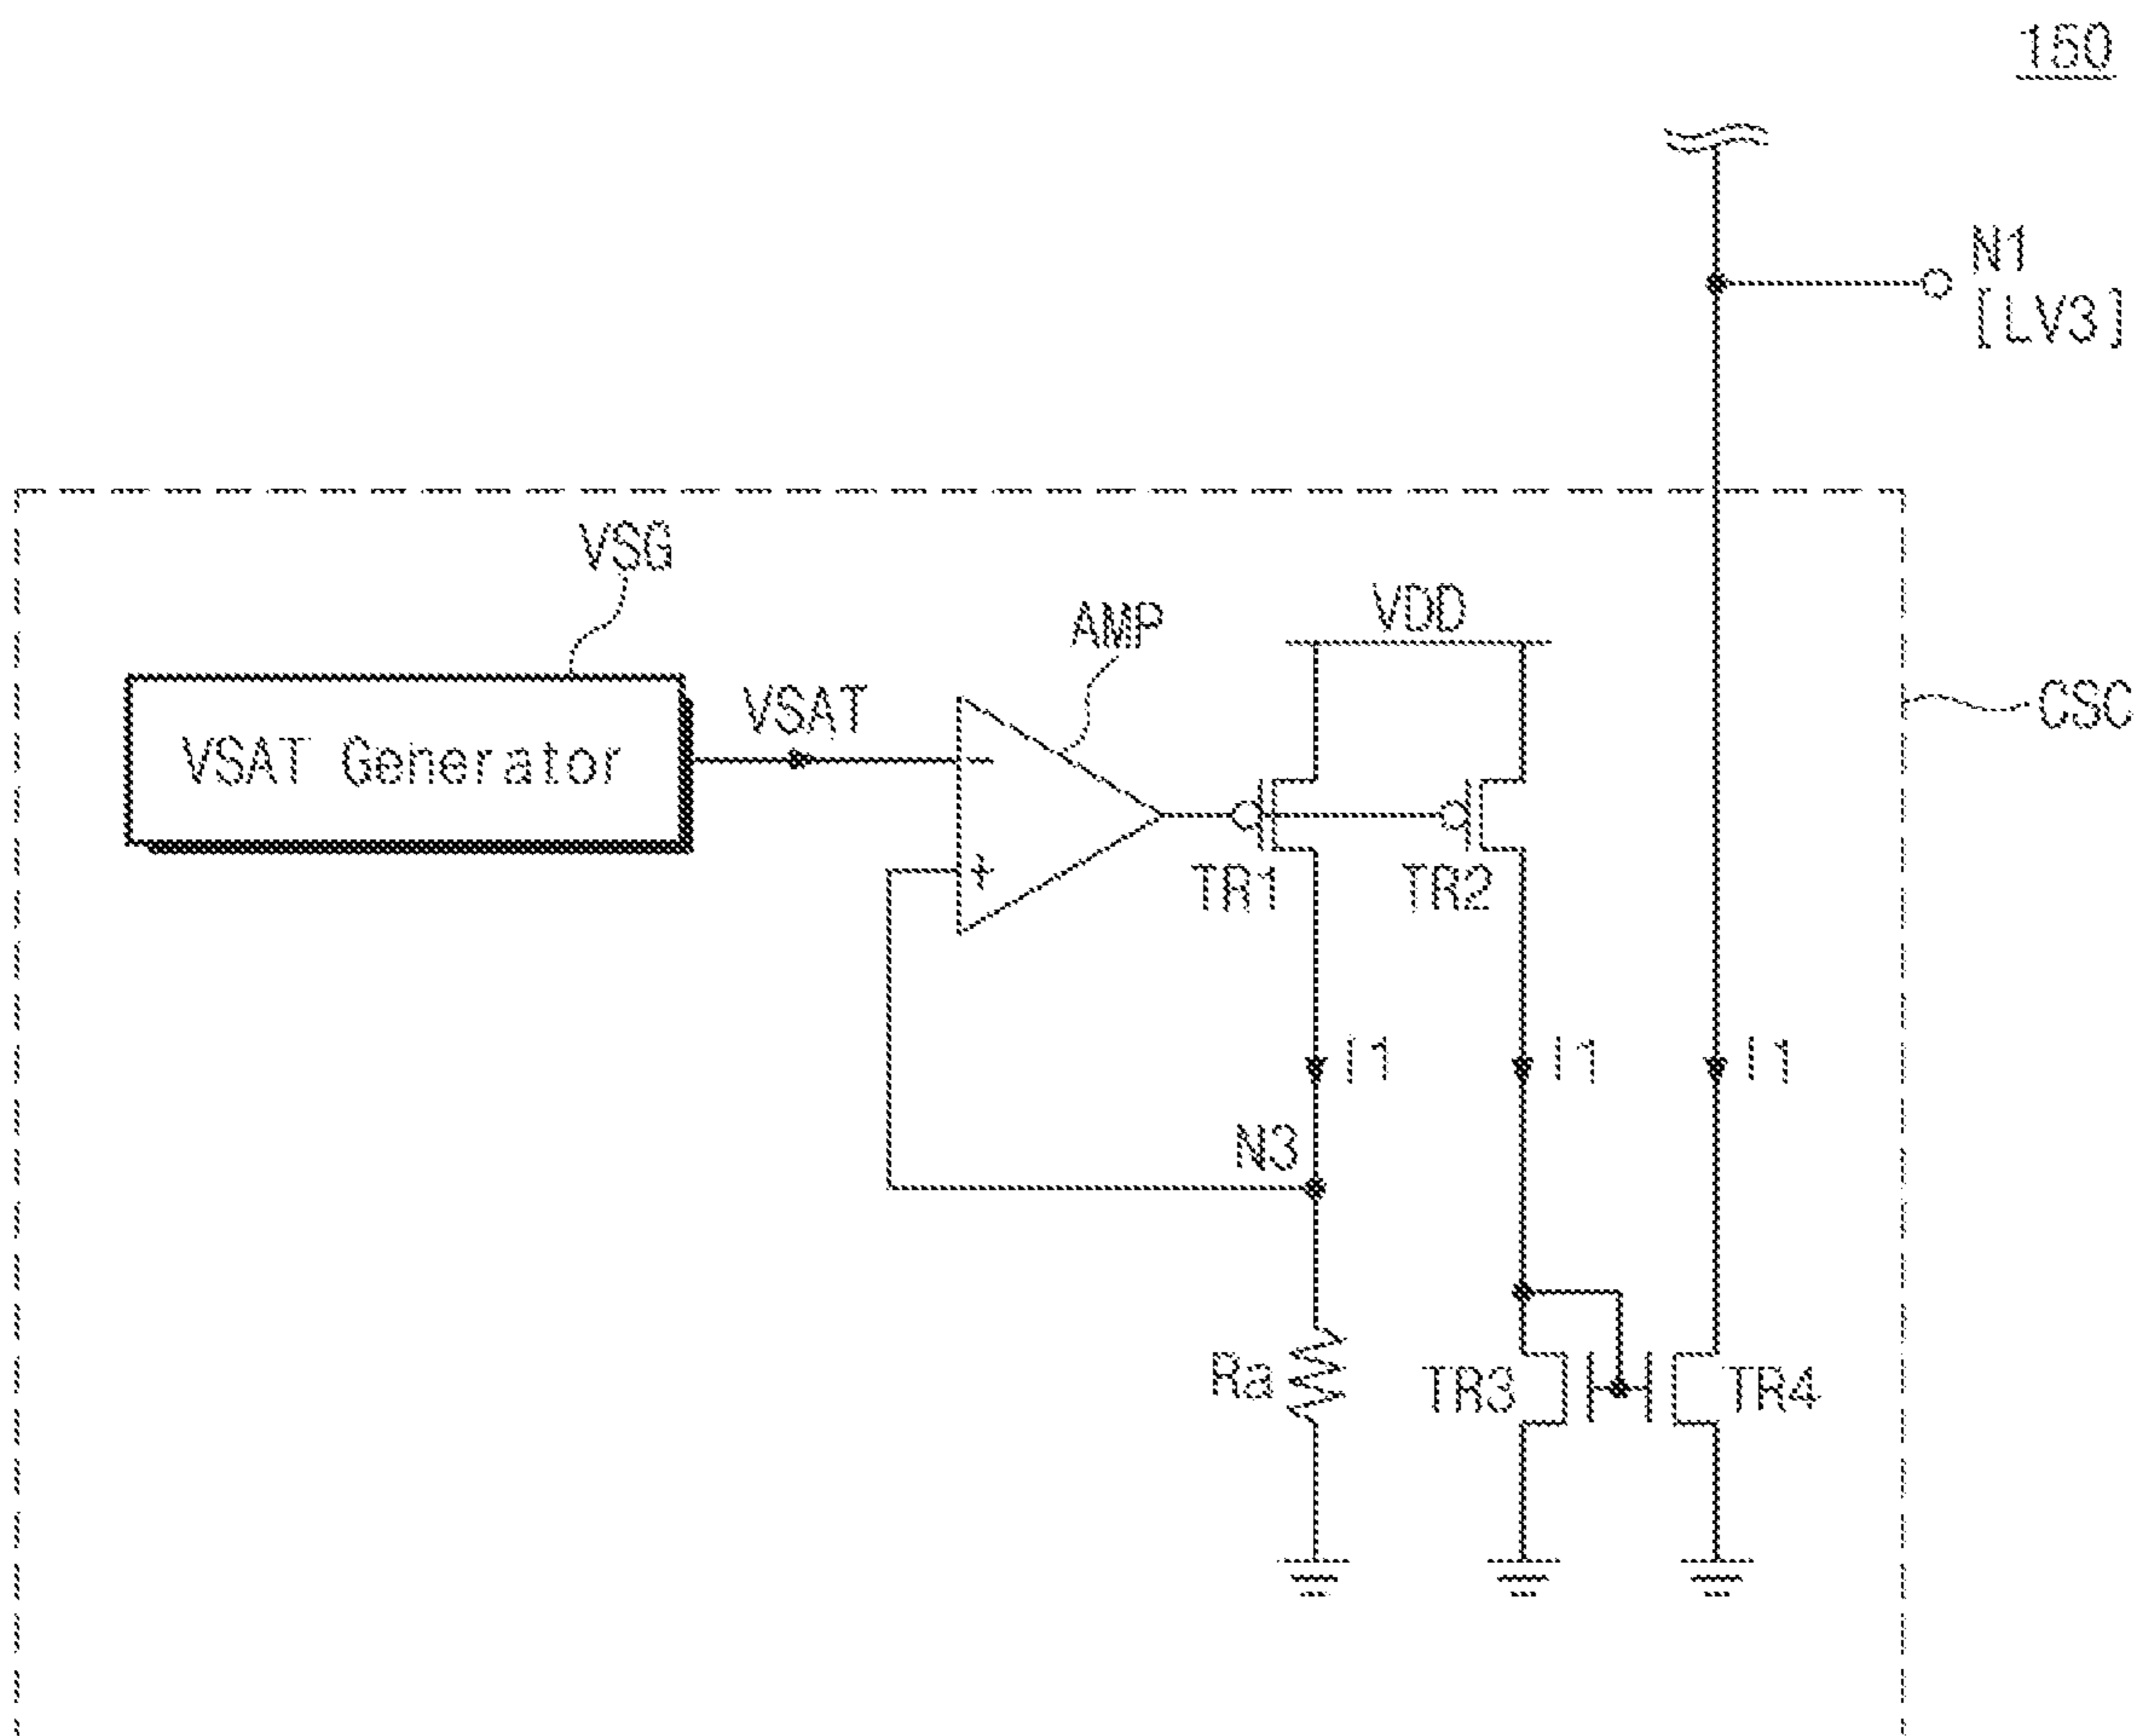 150
N1
[LV3]
VSG
AMP
VDD
CSC
VSAT
VSAT Generator
−
+
TR1
TR2
I1
I1
I1
N3
Ra
TR3
TR4